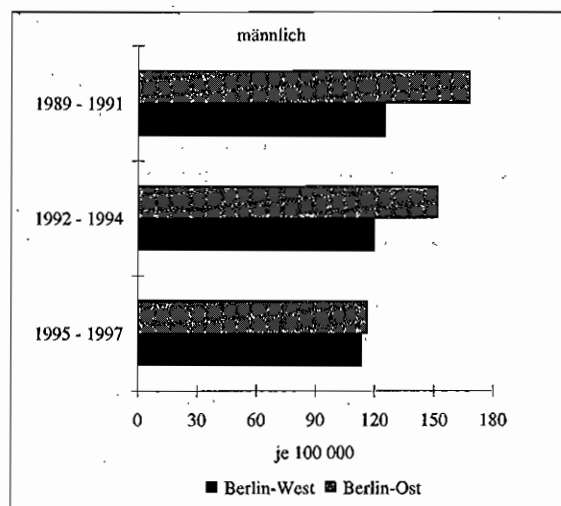 männlich
1989 - 1991
1992 - 1994
1995 - 1997
0 30 60 90 120 150 180
je 100 000
Berlin-West Berlin-Ost